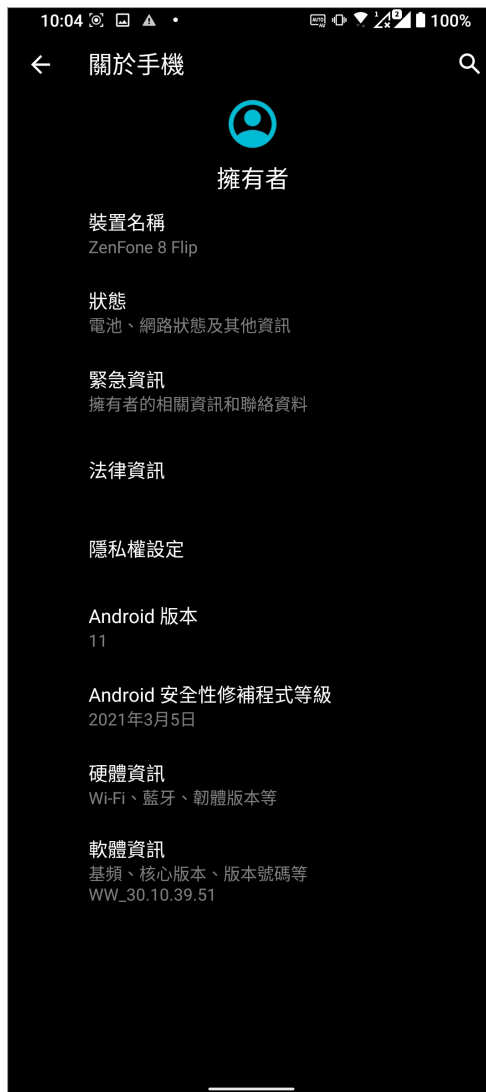 10:04 100%
關於手機
擁有者
裝置名稱
ZenFone 8 Flip
狀態
電池、網路狀態及其他資訊
緊急資訊
擁有者的相關資訊和聯絡資料
法律資訊
隱私權設定
Android 版本
11
Android 安全性修補程式等級
2021年3月5日
硬體資訊
Wi-Fi、藍牙、韌體版本等
軟體資訊
基頻、核心版本、版本號碼等
WW_30.10.39.51